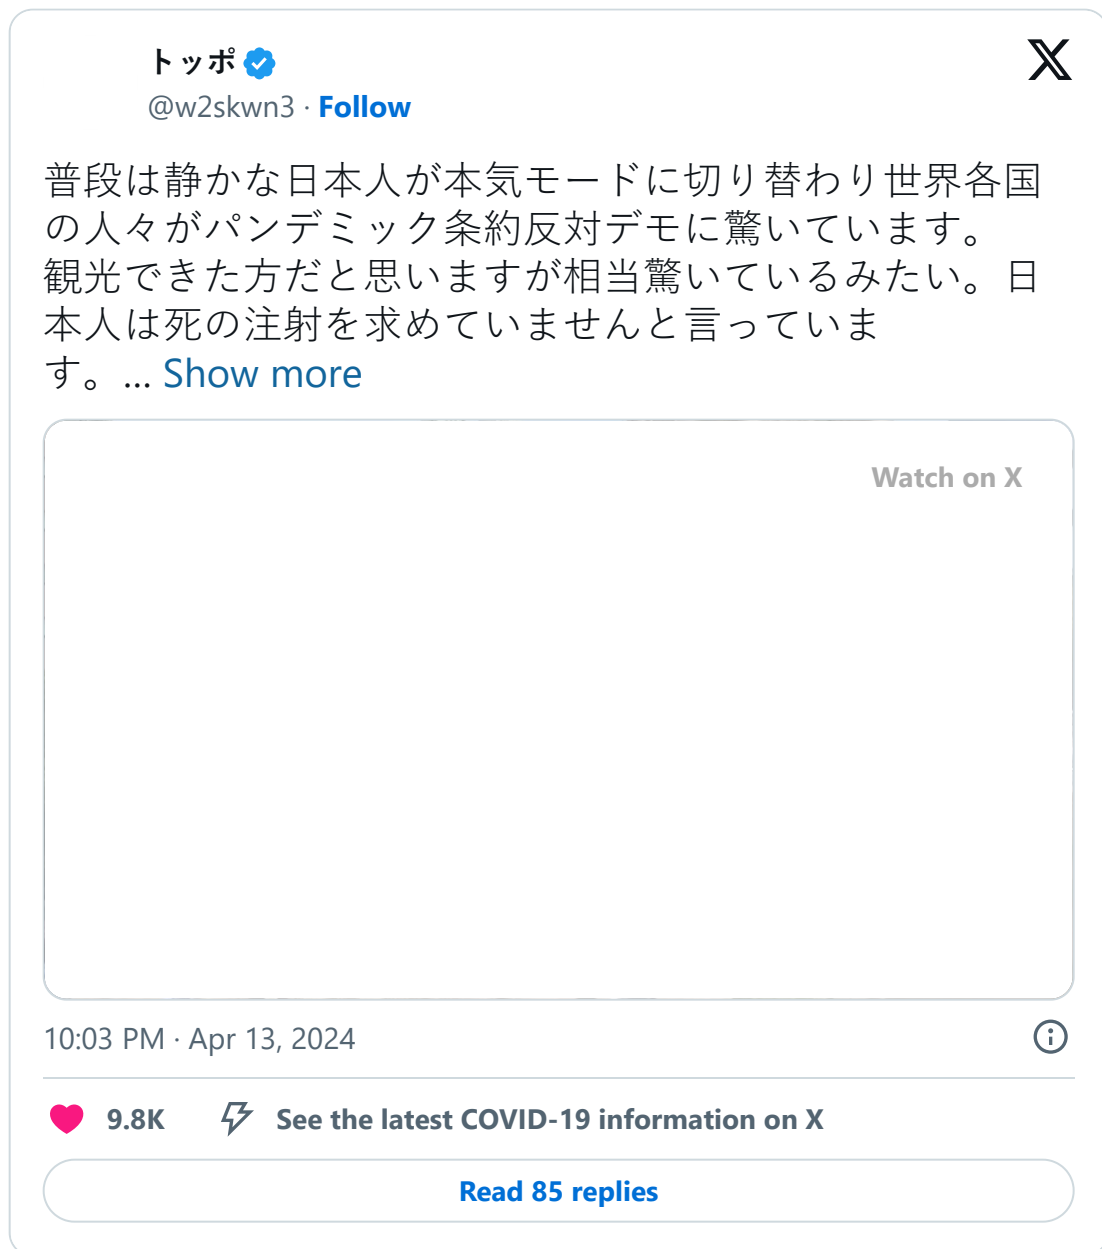 トッポ
@w2skwn3 · Follow
普段は静かな日本人が本気モードに切り替わり世界各国
の人々がパンデミック条約反対デモに驚いています。
観光できた方だと思いますが相当驚いているみたい。日
本人は死の注射を求めていませんと言っていま
す。... Show more
Watch on X
10:03 PM · Apr 13, 2024
9.8K See the latest COVID-19 information on X
Read 85 replies